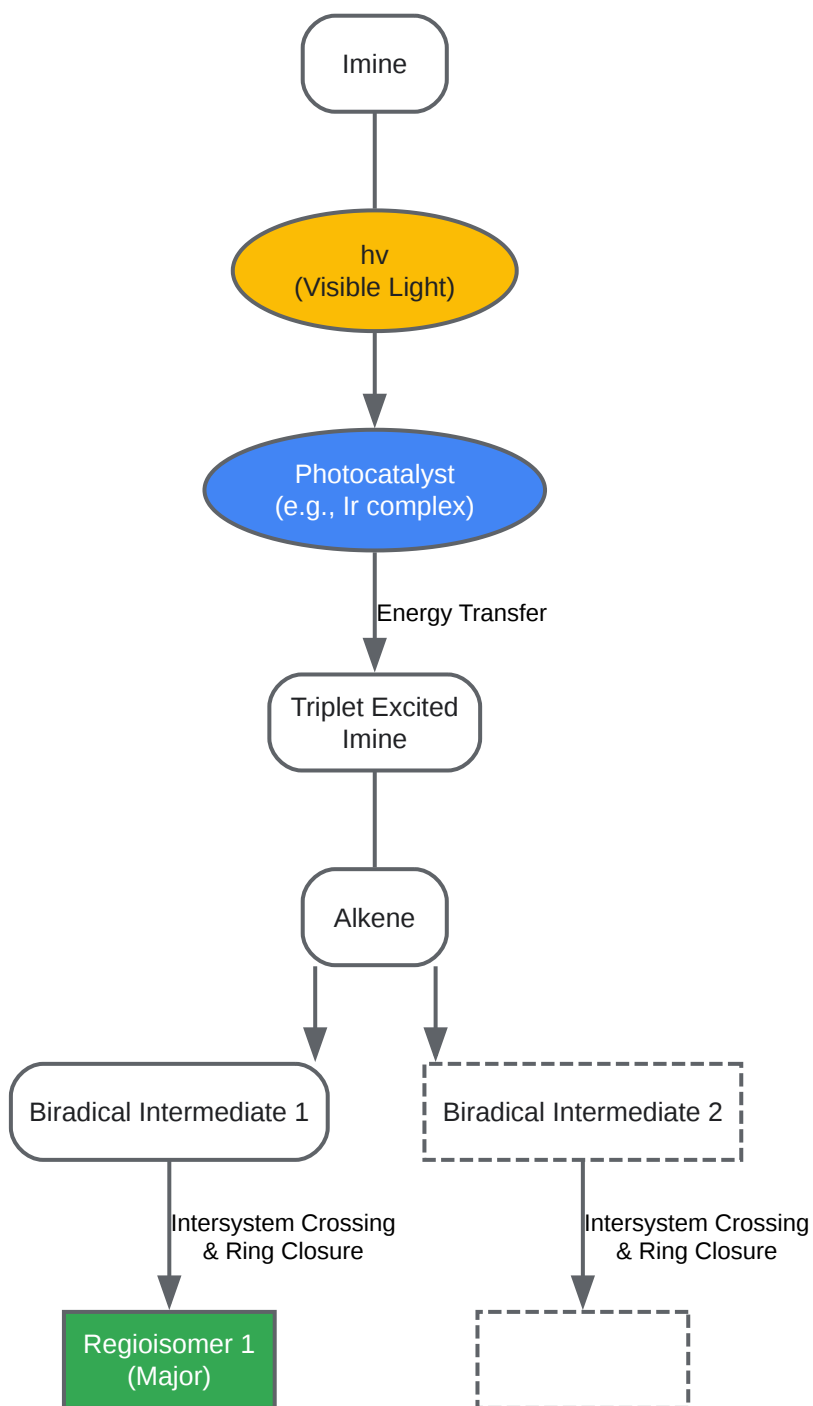 Imine
hv
(Visible Light)
Photocatalyst
(e.g., Ir complex)
Energy Transfer
Triplet Excited
Imine
Alkene
Biradical Intermediate 1
Biradical Intermediate 2
Intersystem Crossing
& Ring Closure
Intersystem Crossing
& Ring Closure
Regioisomer 1
(Major)